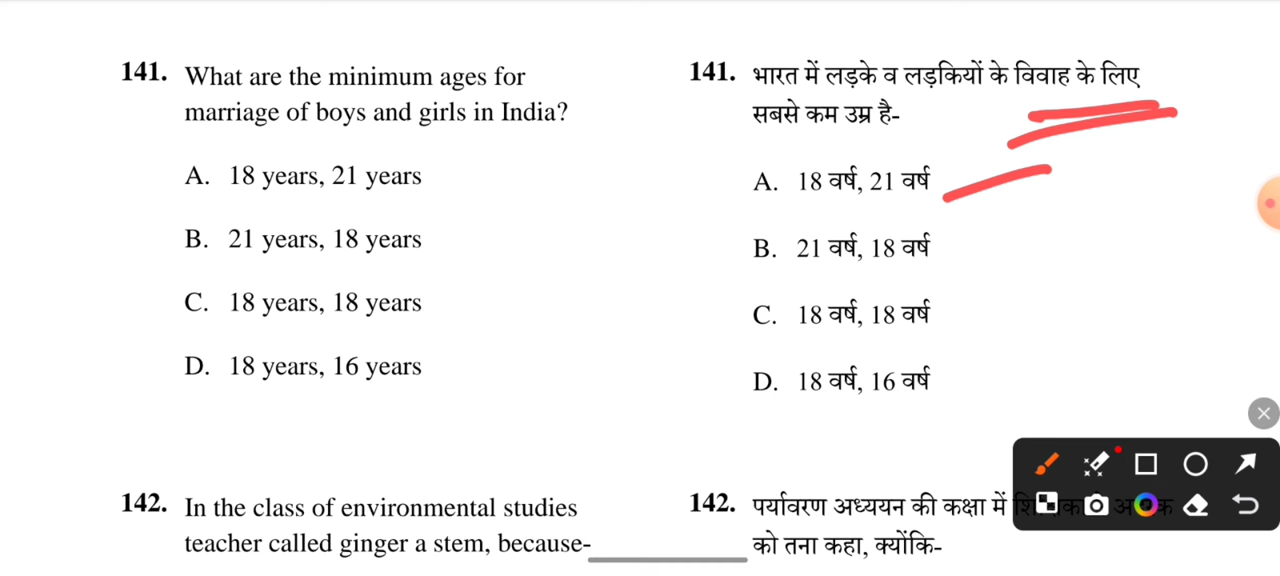 141. What are the minimum ages for
marriage of boys and girls in India?
A. 18 years, 21 years
B. 21 years, 18 years
C. 18 years, 18 years
D. 18 years, 16 years
142. In the class of environmental studies
teacher called ginger a stem, because-
141. भारत में लड़के व लड़कियों के विवाह के लिए
सबसे कम उम्र है-
A. 18 वर्ष, 21 वर्ष
B. 21 वर्ष, 18 वर्ष
C. 18 वर्ष, 18 वर्ष
D. 18 वर्ष, 16 वर्ष
142. पर्यावरण अध्ययन की कक्षा में
को तना कहा, क्योंकि-